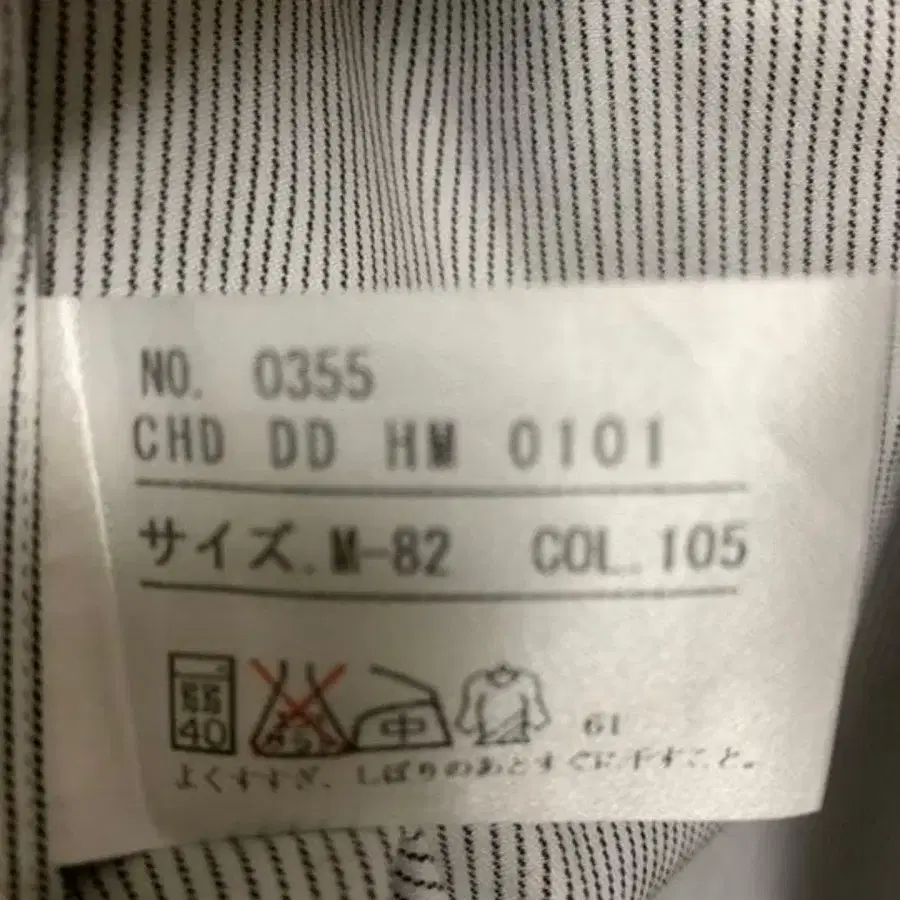 NO. 0355
CHD DD HM 0101
サイズ.M-82 COL.105
40
中
61
よくすすぎ、しぼりのあとすぐに干すこと。